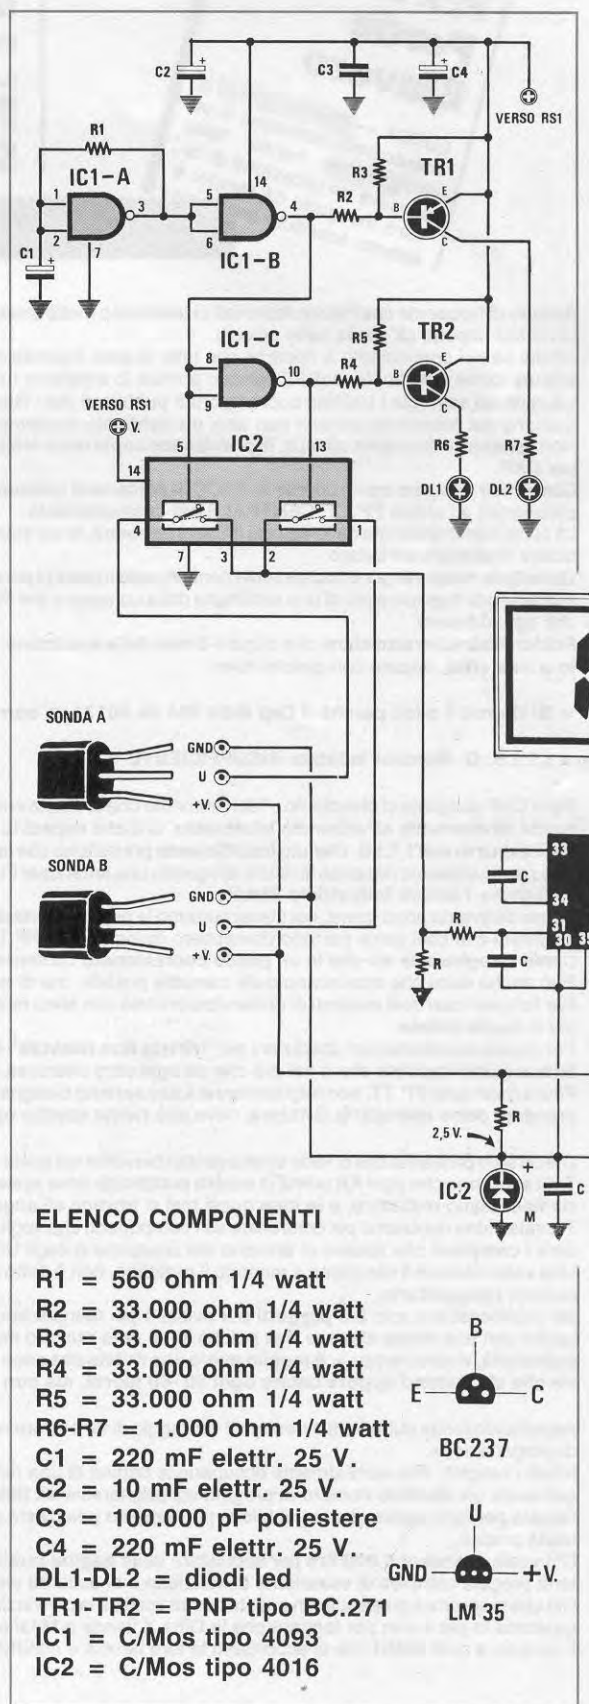 C2
+
C3
C4
+
VERSO RS1
R1
IC1-A
1
2
3
7
C1
+
14
5
6
4
IC1-B
R3
R2
TR1
B
E
C
IC1-C
8
9
10
R5
R4
TR2
B
E
C
VERSO RS1
V.
14
5
IC2
13
R6
R7
DL1
DL2
4
1
7
3
2
SONDA A
GND
U
+V.
SONDA B
GND
U
+V.
33
C
34
31
30
R
C
R
R
2,5 V.
IC2
+
M
C
ELENCO COMPONENTI
R1 = 560 ohm 1/4 watt
R2 = 33.000 ohm 1/4 watt
R3 = 33.000 ohm 1/4 watt
R4 = 33.000 ohm 1/4 watt
R5 = 33.000 ohm 1/4 watt
R6-R7 = 1.000 ohm 1/4 watt
C1 = 220 mF elettr. 25 V.
C2 = 10 mF elettr. 25 V.
C3 = 100.000 pF poliestere
C4 = 220 mF elettr. 25 V.
DL1-DL2 = diodi led
TR1-TR2 = PNP tipo BC.271
IC1 = C/Mos tipo 4093
IC2 = C/Mos tipo 4016
B
E
C
BC237
U
GND
+V.
LM 35